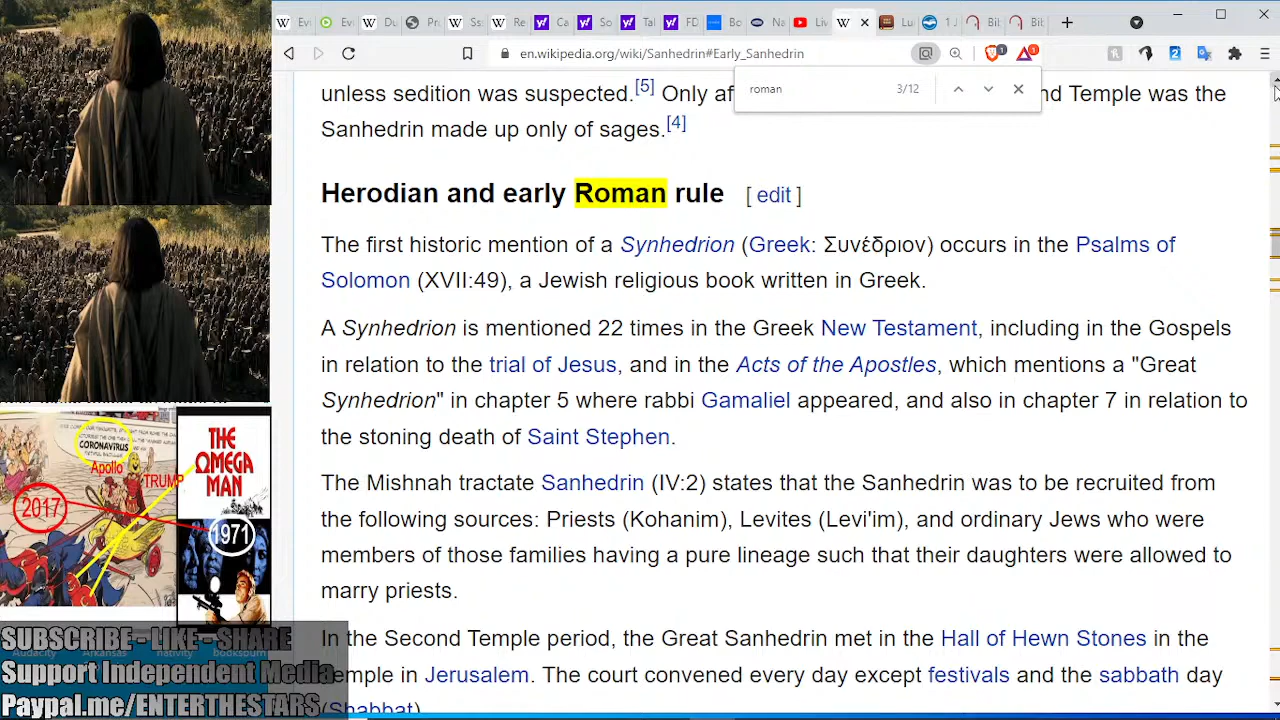 en.wikipedia.org/wiki/Sanhedrin#Early_Sanhedrin
roman 3/12
unless sedition was suspected.[5] Only af
nd Temple was the
Sanhedrin made up only of sages.[4]
Herodian and early Roman rule [ edit ]
The first historic mention of a Synhedrion (Greek: Συνέδριον) occurs in the Psalms of
Solomon (XVII:49), a Jewish religious book written in Greek.
A Synhedrion is mentioned 22 times in the Greek New Testament, including in the Gospels
in relation to the trial of Jesus, and in the Acts of the Apostles, which mentions a "Great
Synhedrion" in chapter 5 where rabbi Gamaliel appeared, and also in chapter 7 in relation to
the stoning death of Saint Stephen.
The Mishnah tractate Sanhedrin (IV:2) states that the Sanhedrin was to be recruited from
the following sources: Priests (Kohanim), Levites (Levi'im), and ordinary Jews who were
members of those families having a pure lineage such that their daughters were allowed to
marry priests.
In the Second Temple period, the Great Sanhedrin met in the Hall of Hewn Stones in the
Temple in Jerusalem. The court convened every day except festivals and the sabbath day
(Shabbat).
CORONAVIRUS
Apollo
TRUMP
2017
THE
ΩMEGA
MAN
1971
SUBSCRIBE - LIKE - SHARE
Audacity Arkansas nativity
Support Independent Media
Paypal.me/ENTERTHESTARS